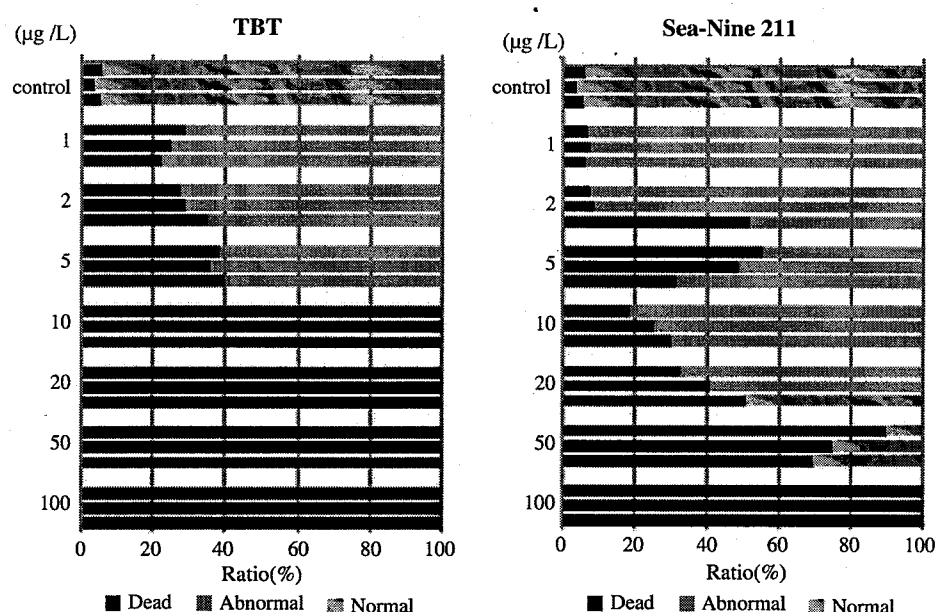 TBT
(µg /L)
control
1
2
5
10
20
50
100
0 20 40 60 80 100
Ratio(%)
Dead Abnormal Normal
Sea-Nine 211
(µg /L)
control
1
2
5
10
20
50
100
0 20 40 60 80 100
Ratio(%)
Dead Abnormal Normal